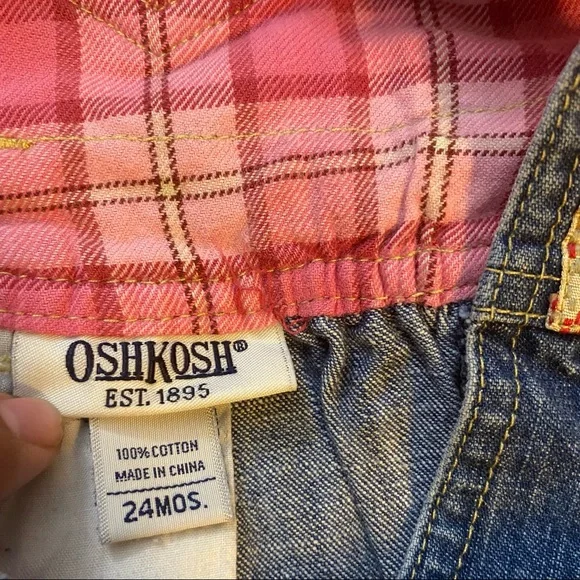 OSHKOSH®
EST. 1895
100% COTTON
MADE IN CHINA
24MOS.